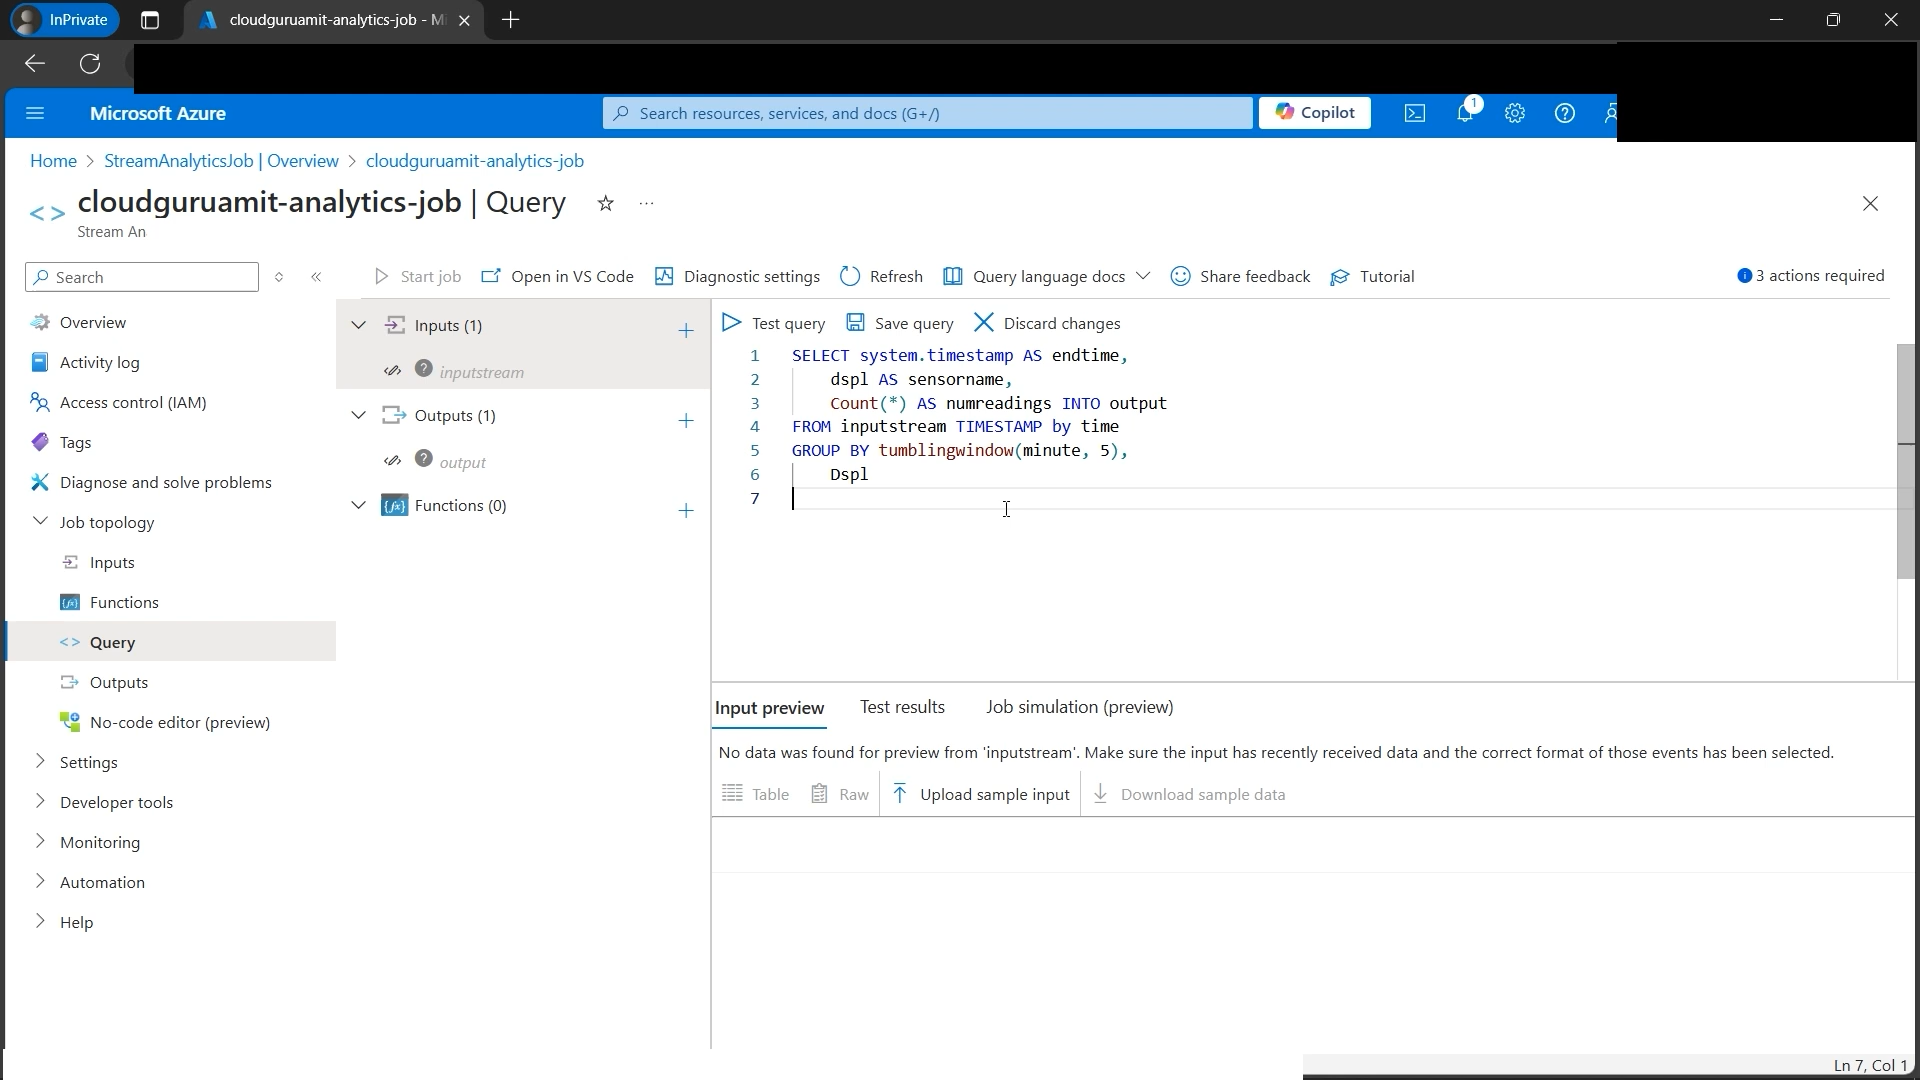 InPrivate
cloudguruamit-analytics-job - Mi
Microsoft Azure
Search resources, services, and docs (G+/)
Copilot
1
Home > StreamAnalyticsJob | Overview > cloudguruamit-analytics-job
cloudguruamit-analytics-job | Query
Stream An
Search
Start job
Open in VS Code
Diagnostic settings
Refresh
Query language docs
Share feedback
Tutorial
3 actions required
Overview
Activity log
Access control (IAM)
Tags
Diagnose and solve problems
Job topology
Inputs
Functions
Query
Outputs
No-code editor (preview)
Settings
Developer tools
Monitoring
Automation
Help
Inputs (1)
inputstream
Outputs (1)
output
Functions (0)
Test query
Save query
Discard changes
1 SELECT system.timestamp AS endtime,
2 dspl AS sensorname,
3 Count(*) AS numreadings INTO output
4 FROM inputstream TIMESTAMP by time
5 GROUP BY tumblingwindow(minute, 5),
6 Dspl
7
Input preview
Test results
Job simulation (preview)
No data was found for preview from 'inputstream'. Make sure the input has recently received data and the correct format of those events has been selected.
Table
Raw
Upload sample input
Download sample data
Ln 7, Col 1